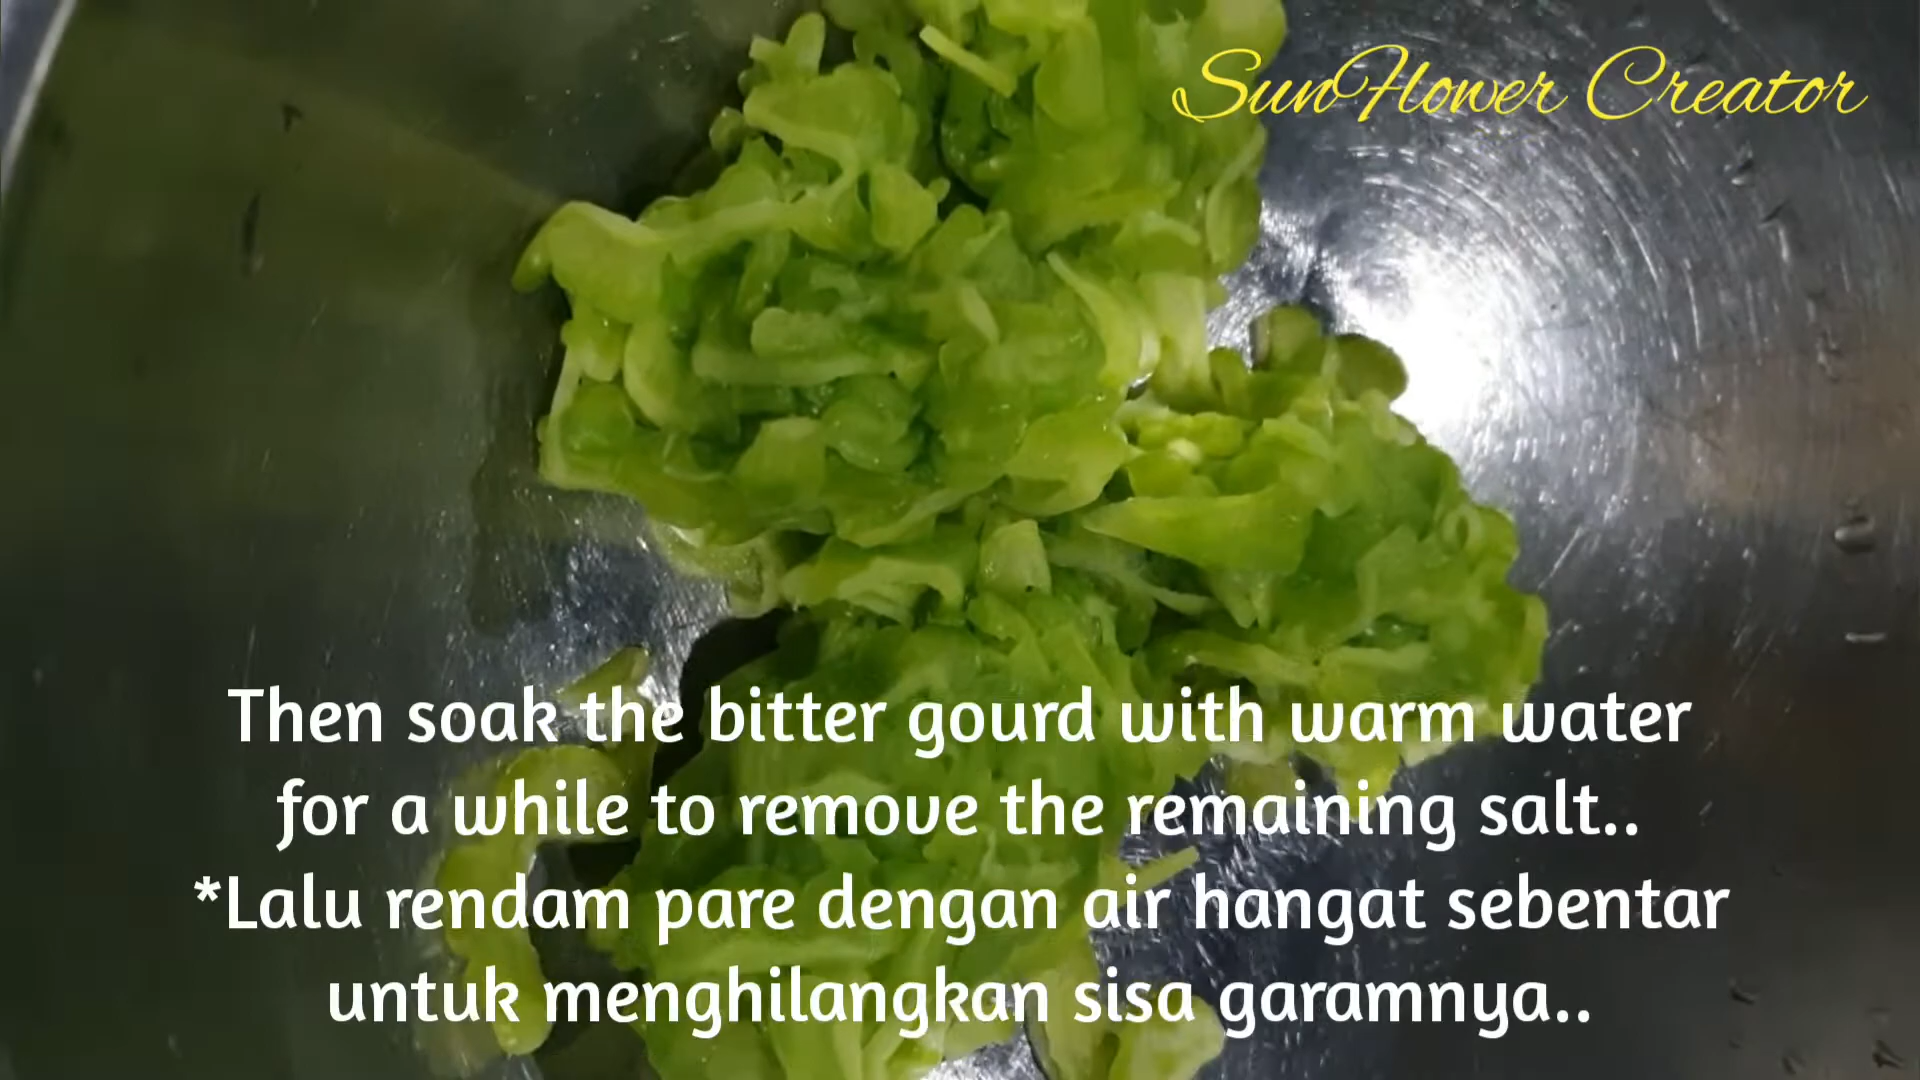 SunFlower Creator
Then soak the bitter gourd with warm water
for a while to remove the remaining salt..
*Lalu rendam pare dengan air hangat sebentar
untuk menghilangkan sisa garamnya..